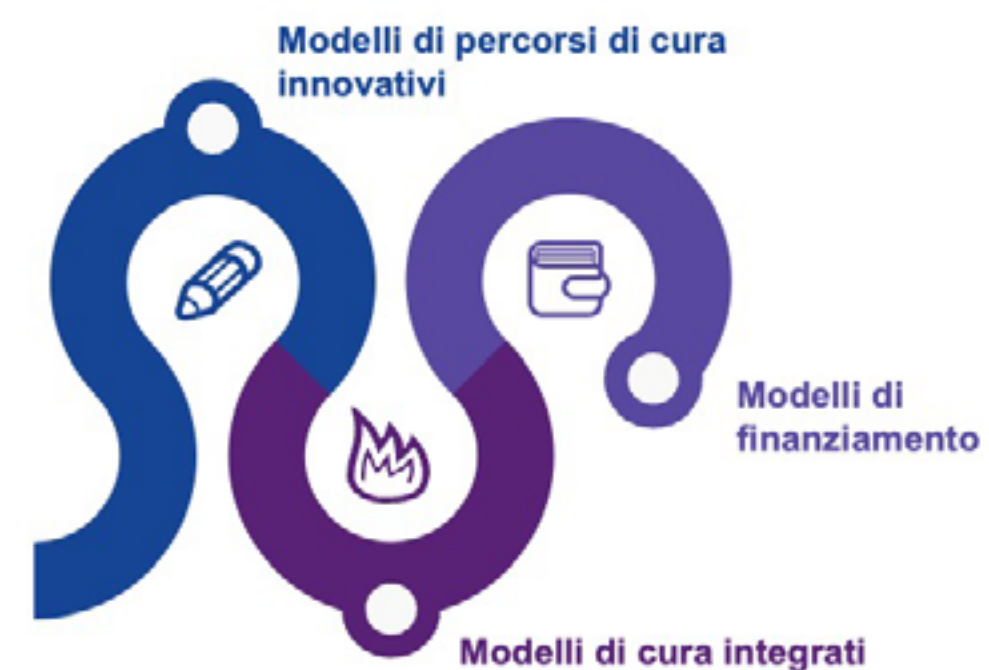 Modelli di percorsi di cura
innovativi
Modelli di
finanziamento
Modelli di cura integrati